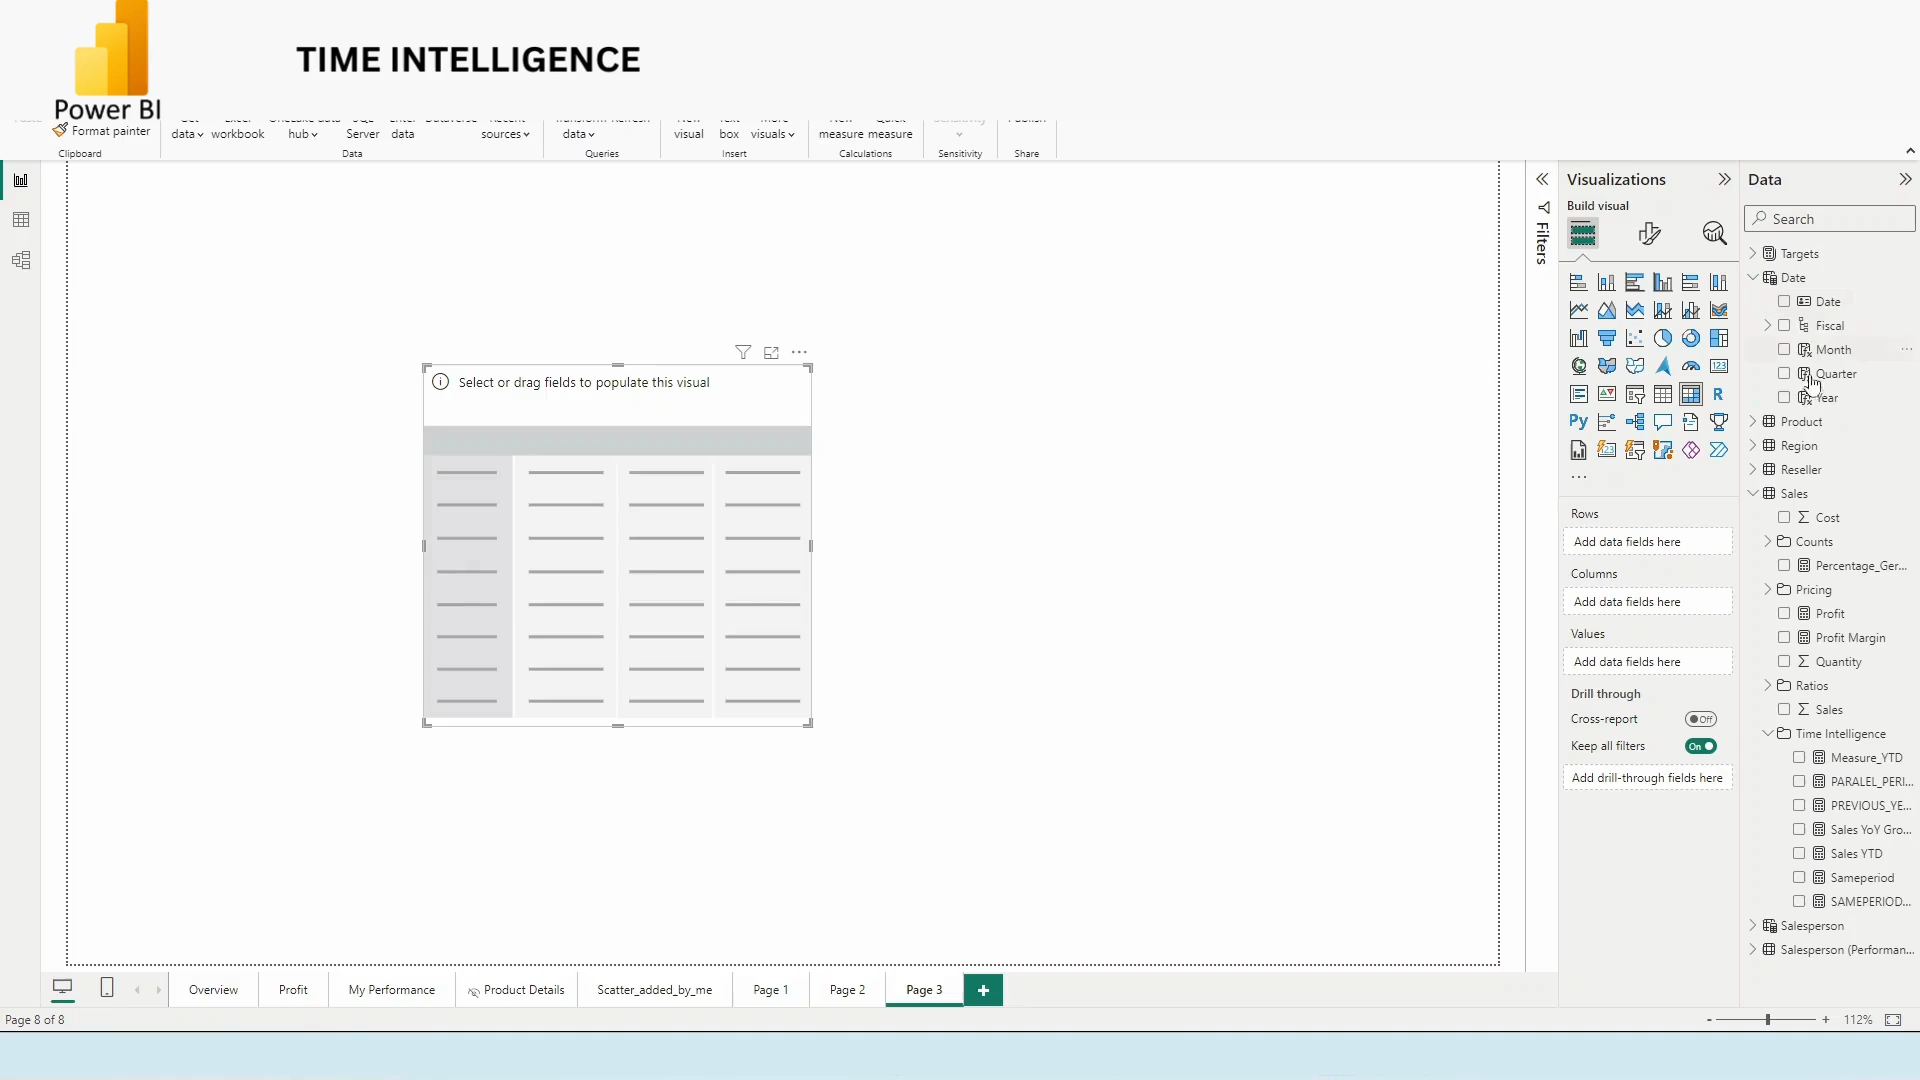 Power BI
TIME INTELLIGENCE
Format painter
data
workbook
hub
Server
data
sources
data
visual
box
visuals
measure
measure
Clipboard
Data
Queries
Insert
Calculations
Sensitivity
Share
Select or drag fields to populate this visual
Filters
Visualizations
Build visual
123
R
Py
123
...
Rows
Add data fields here
Columns
Add data fields here
Values
Add data fields here
Drill through
Cross-report
Off
Keep all filters
On
Add drill-through fields here
Data
Search
Targets
Date
Date
Fiscal
Month
...
Quarter
Year
Product
Region
Reseller
Sales
Cost
Counts
Percentage_Ger...
Pricing
Profit
Profit Margin
Quantity
Ratios
Sales
Time Intelligence
Measure_YTD
PARALEL_PERI...
PREVIOUS_YE...
Sales YoY Gro...
Sales YTD
Sameperiod
SAMEPERIOD...
Salesperson
Salesperson (Performan...
Overview
Profit
My Performance
Product Details
Scatter_added_by_me
Page 1
Page 2
Page 3
+
Page 8 of 8
- + 112%